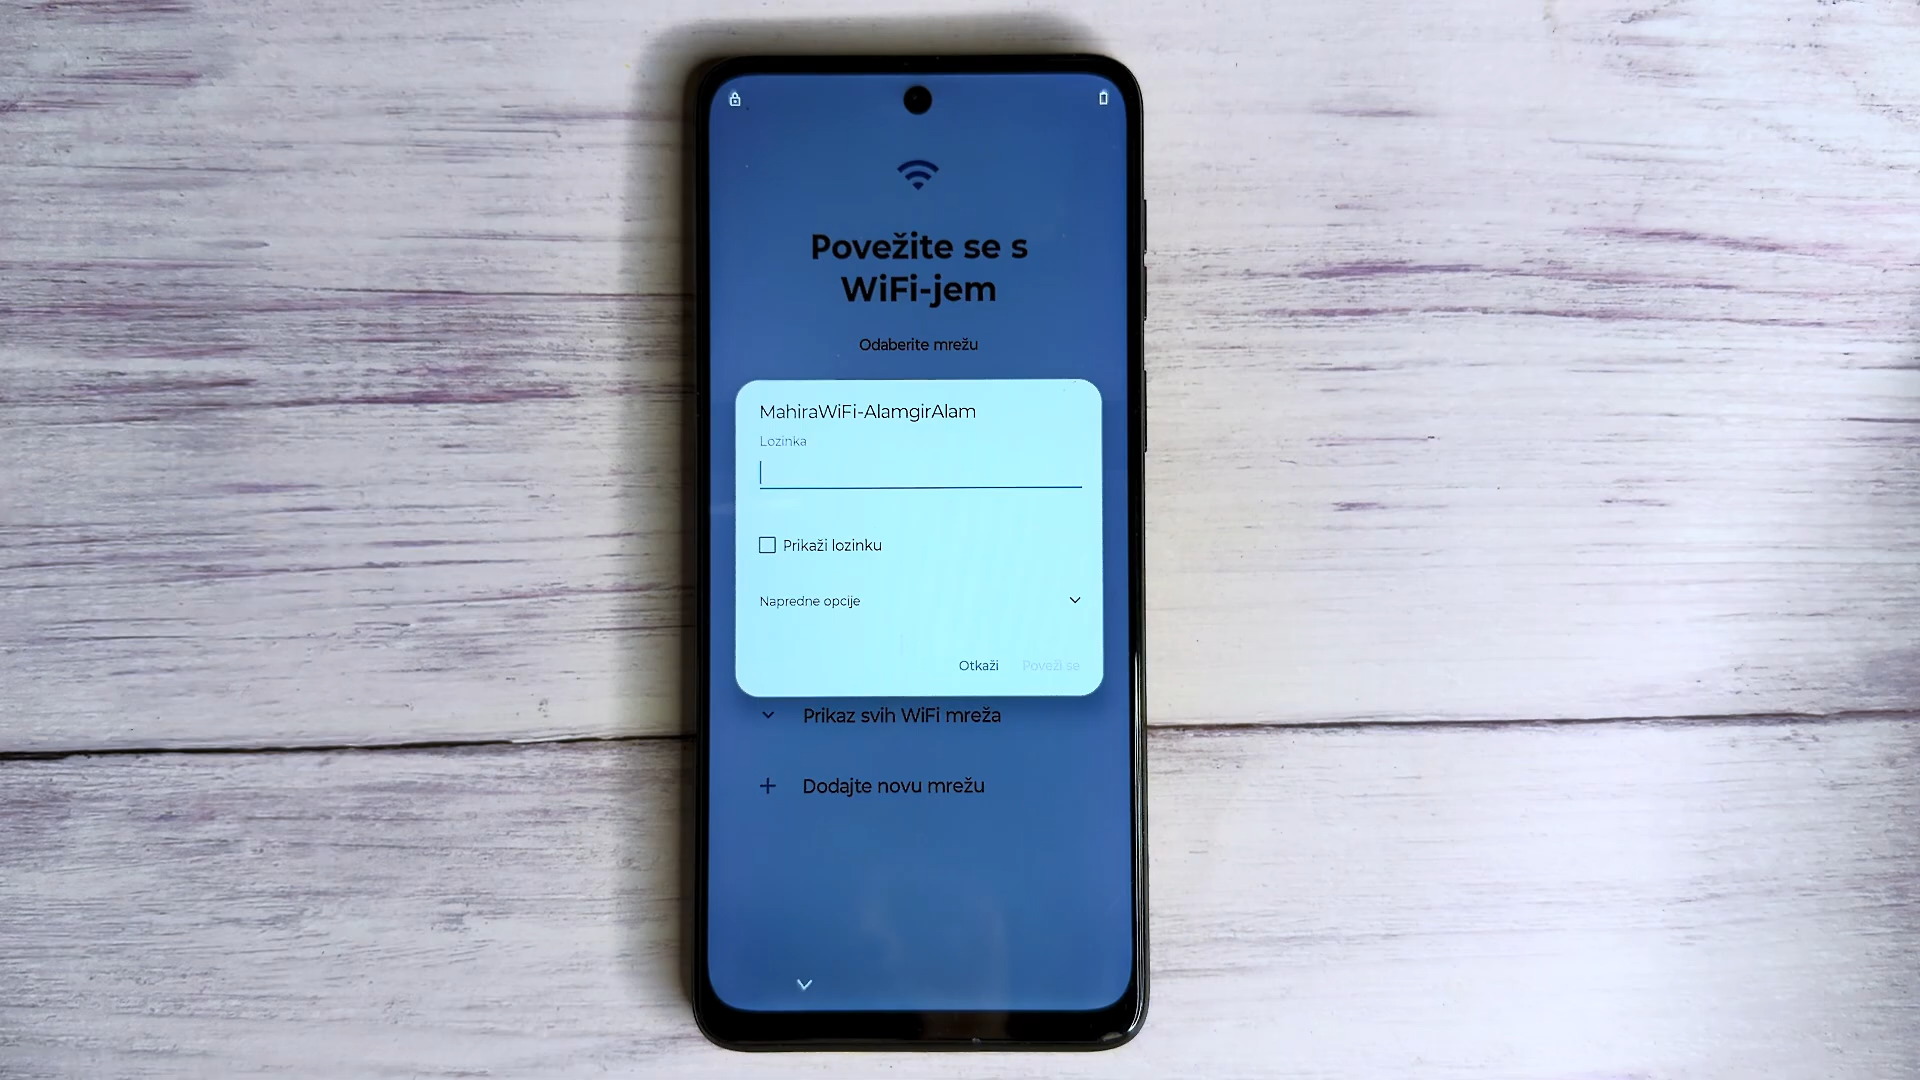 Povežite se s
WiFi-jem
Odaberite mrežu
MahiraWiFi-AlamgirAlam
Lozinka
Prikaži lozinku
Napredne opcije
Otkaži Poveži se
Prikaz svih WiFi mreža
Dodajte novu mrežu